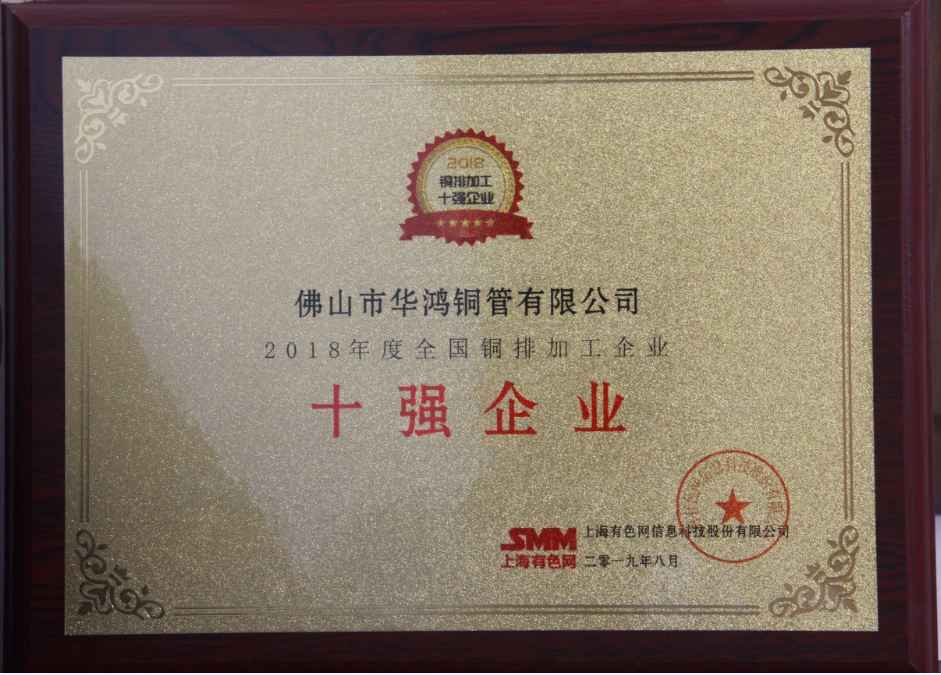 2018
铜排加工
十强企业
佛山市华鸿铜管有限公司
2018年度全国铜排加工企业
十强企业
SMM
上海有色网
上海有色网信息科技股份有限公司
二零一九年八月